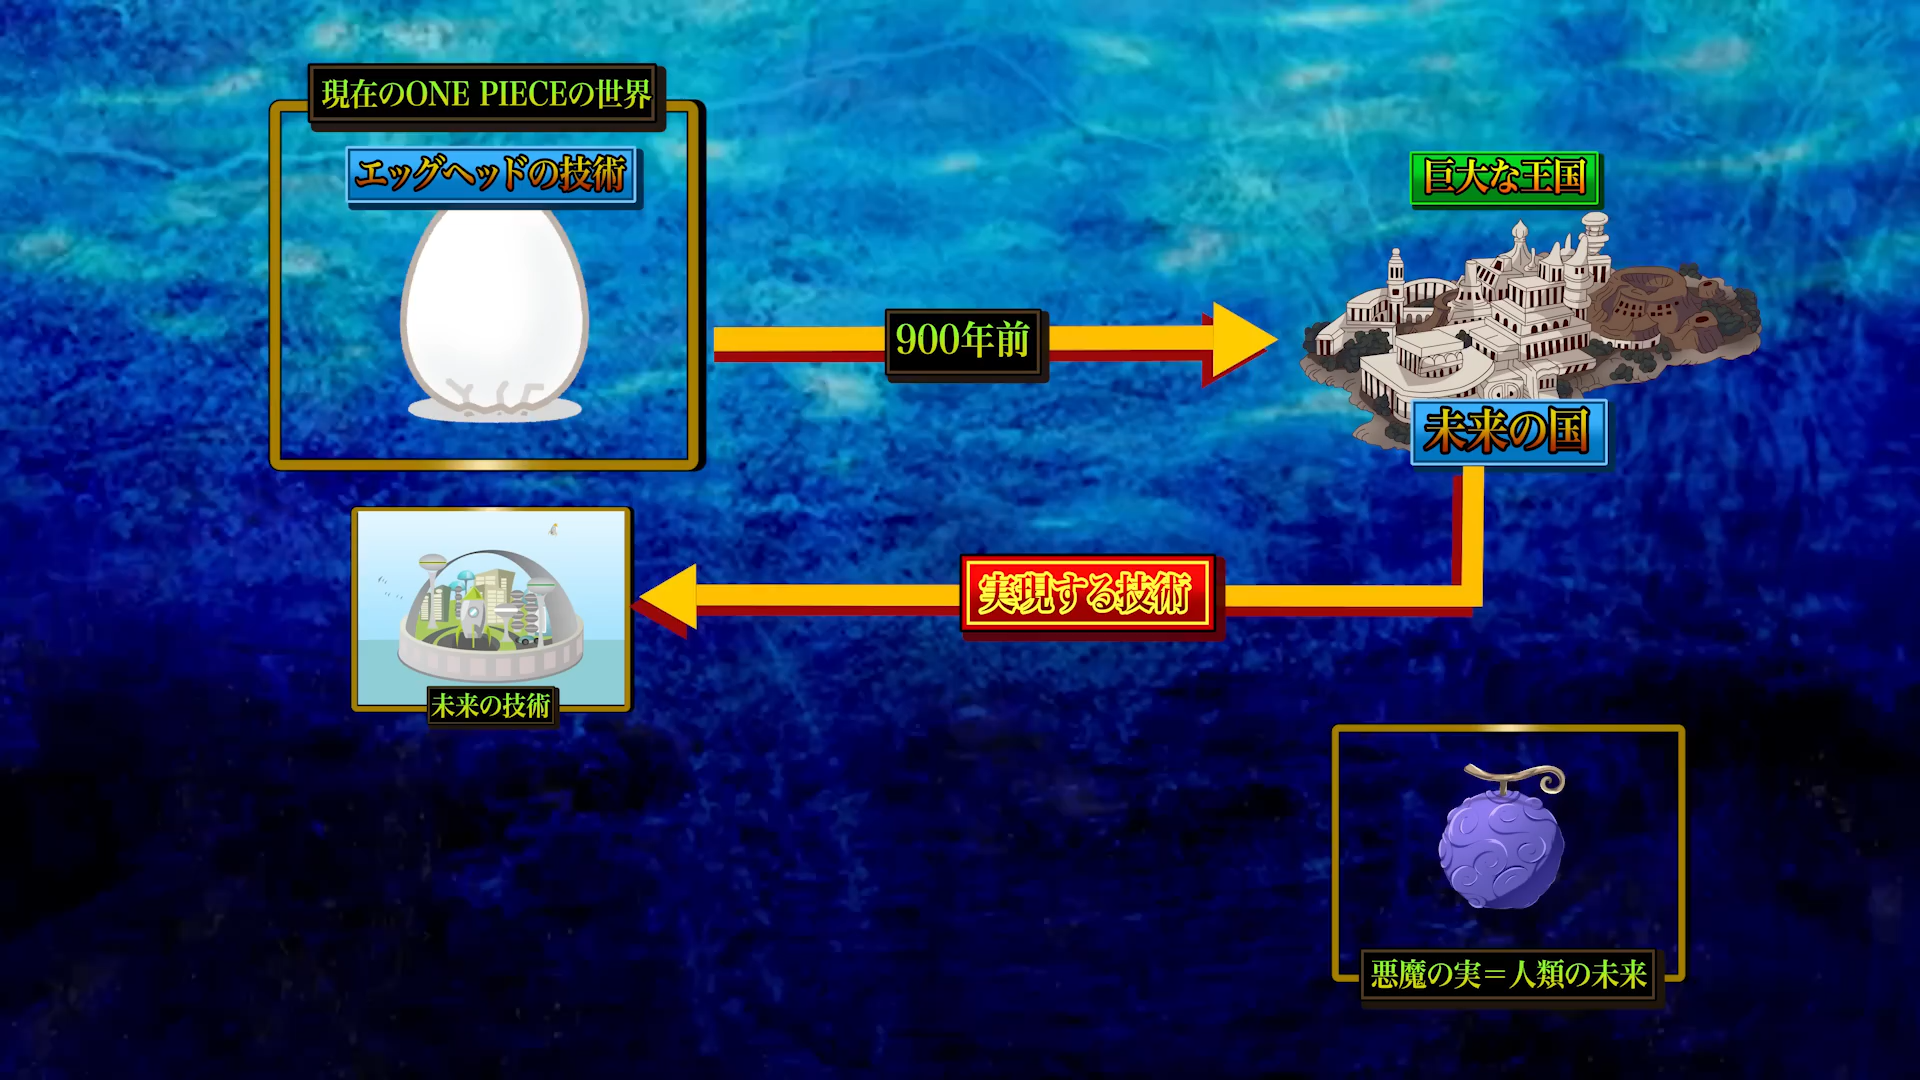 現在のONE PIECEの世界
エッグヘッドの技術
巨大な王国
900年前
未来の国
実現する技術
未来の技術
悪魔の実＝人類の未来